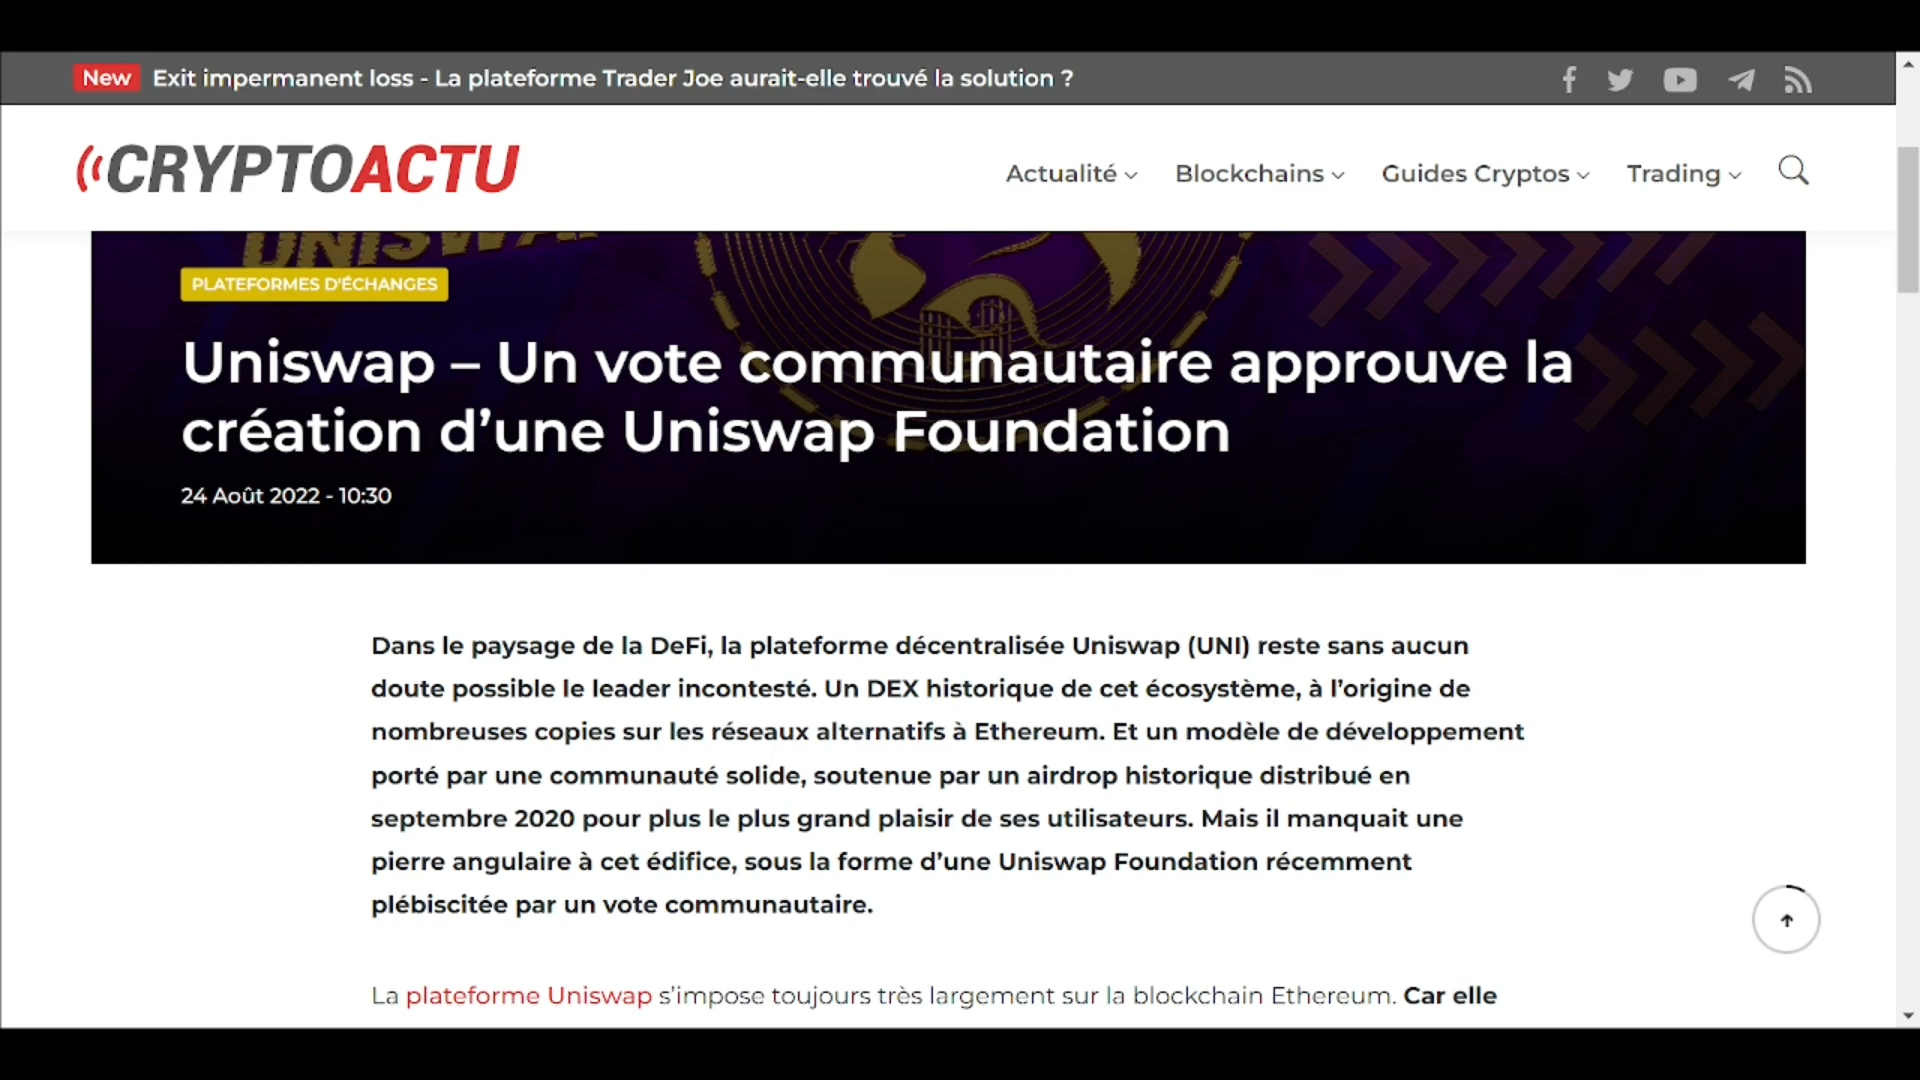 New Exit impermanent loss - La plateforme Trader Joe aurait-elle trouvé la solution ?
CRYPTOACTU
Actualité Blockchains Guides Cryptos Trading
UNISWAP
PLATEFORMES D'ÉCHANGES
Uniswap – Un vote communautaire approuve la
création d’une Uniswap Foundation
24 Août 2022 - 10:30
Dans le paysage de la DeFi, la plateforme décentralisée Uniswap (UNI) reste sans aucun
doute possible le leader incontesté. Un DEX historique de cet écosystème, à l’origine de
nombreuses copies sur les réseaux alternatifs à Ethereum. Et un modèle de développement
porté par une communauté solide, soutenue par un airdrop historique distribué en
septembre 2020 pour plus le plus grand plaisir de ses utilisateurs. Mais il manquait une
pierre angulaire à cet édifice, sous la forme d’une Uniswap Foundation récemment
plébiscitée par un vote communautaire.
La plateforme Uniswap s’impose toujours très largement sur la blockchain Ethereum. Car elle